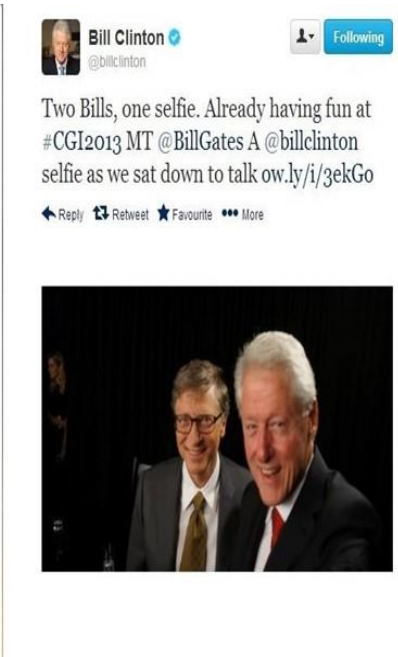 Bill Clinton
@billclinton
Following
Two Bills, one selfie. Already having fun at
#CGI2013 MT @BillGates A @billclinton
selfie as we sat down to talk ow.ly/i/3ekGo
Reply Retweet Favourite More